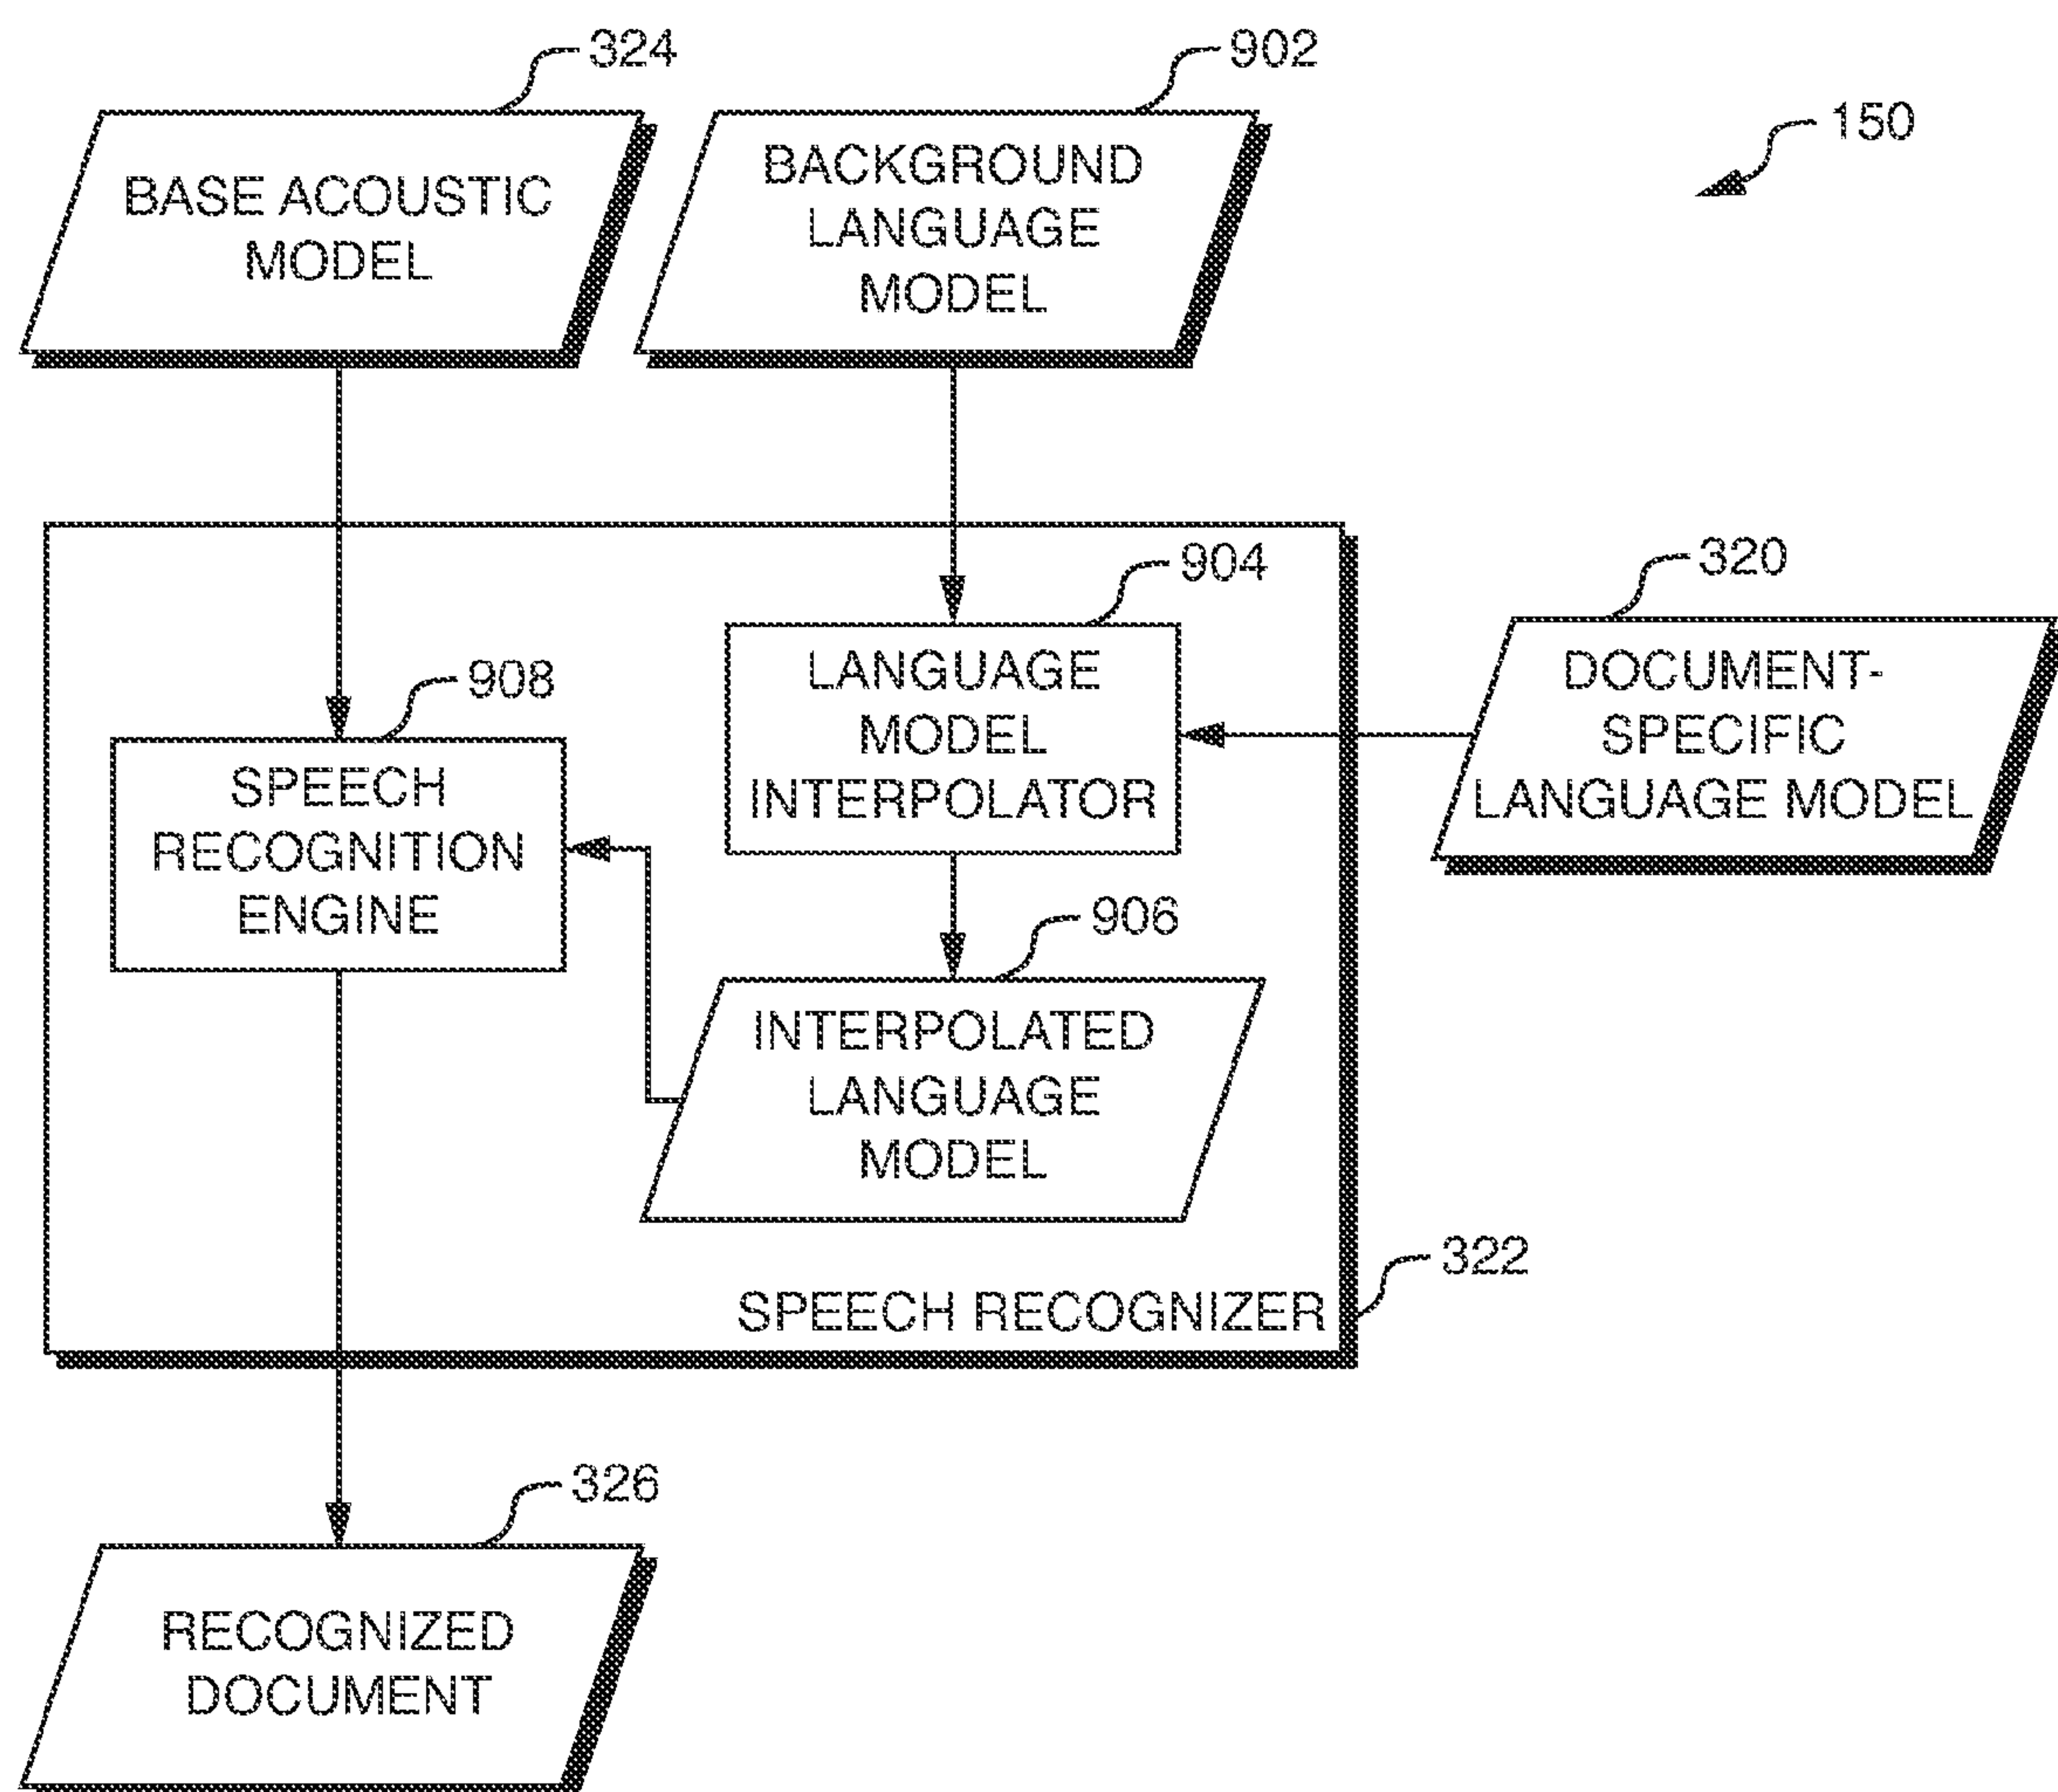 324
902
150
BASE ACOUSTIC
MODEL
BACKGROUND
LANGUAGE
MODEL
904
320
908
LANGUAGE
MODEL
INTERPOLATOR
DOCUMENT-
SPECIFIC
LANGUAGE MODEL
SPEECH
RECOGNITION
ENGINE
906
INTERPOLATED
LANGUAGE
MODEL
322
SPEECH RECOGNIZER
326
RECOGNIZED
DOCUMENT